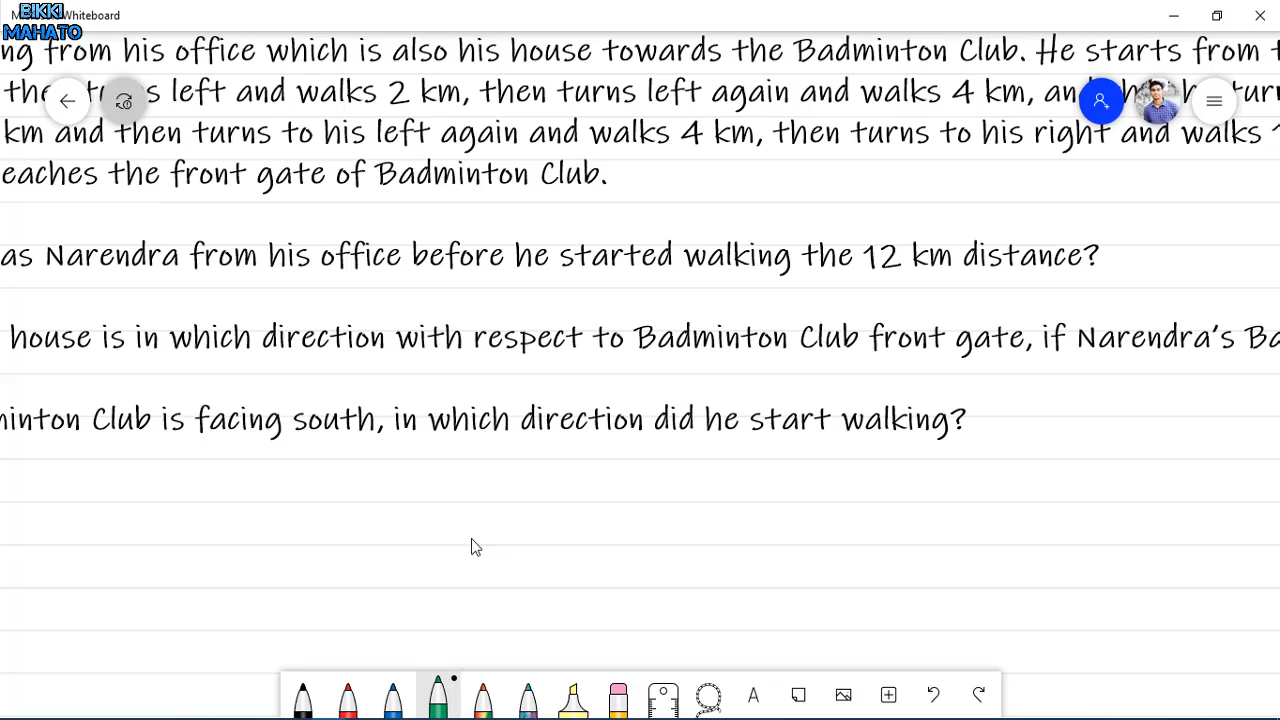 BIKKI
MAHATO
Whiteboard
ng from his office which is also his house towards the Badminton Club. He starts from
left and walks 2 km, then turns left again and walks 4 km, an
km and then turns to his left again and walks 4 km, then turns to his right and walks
eaches the front gate of Badminton Club.
as Narendra from his office before he started walking the 12 km distance?
house is in which direction with respect to Badminton Club front gate, if Narendra's Ba
minton Club is facing south, in which direction did he start walking?